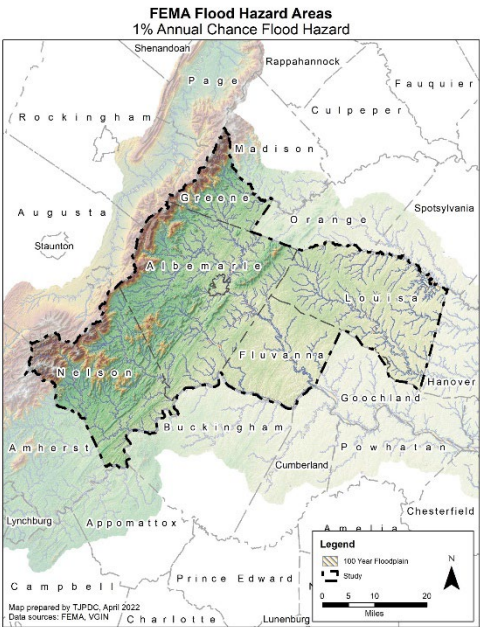 FEMA Flood Hazard Areas
1% Annual Chance Flood Hazard
Shenandoah
Rappahannock
Page
Fauquier
Rockingham
Culpeper
Madison
Greene
Augusta
Orange
Spotsylvania
Staunton
Albemarle
Louisa
Fluvanna
Nelson
Hanover
Goochland
Buckingham
Amherst
Powhatan
Cumberland
Chesterfield
Lynchburg
Appomattox
Amelia
Legend
100 Year Floodplain
Study
N
Campbell
Prince Edward
N
0 5 10 20
Miles
Map prepared by TJPDC, April 2022
Data sources: FEMA, VGIN
Charlotte
Lunenburg